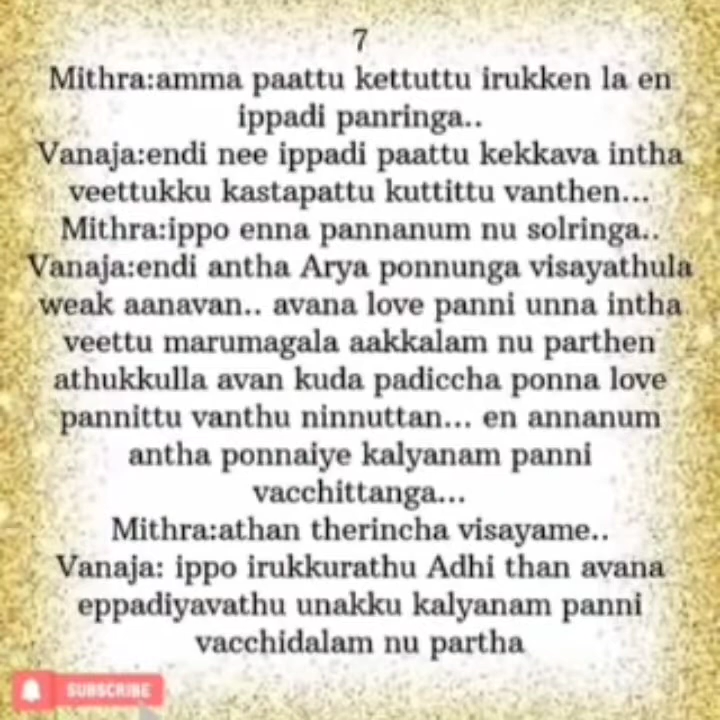 7
Mithra:amma paattu kettuttu irukken la en
ippadi panringa..
Vanaja:endi nee ippadi paattu kekkava intha
veettukku kastapattu kuttittu vanthen...
Mithra:ippo enna pannanum nu solringa..
Vanaja:endi antha Arya ponnunga visayathula
weak aanavan.. avana love panni unna intha
veettu marumagala aakkalam nu parthen
athukkulla avan kuda padiccha ponna love
pannittu vanthu ninnuttan... en annanum
antha ponnaiye kalyanam panni
vacchittanga...
Mithra:athan therincha visayame..
Vanaja: ippo irukkurathu Adhi than avana
eppadiyavathu unakku kalyanam panni
vacchidalam nu partha
SUBSCRIBE